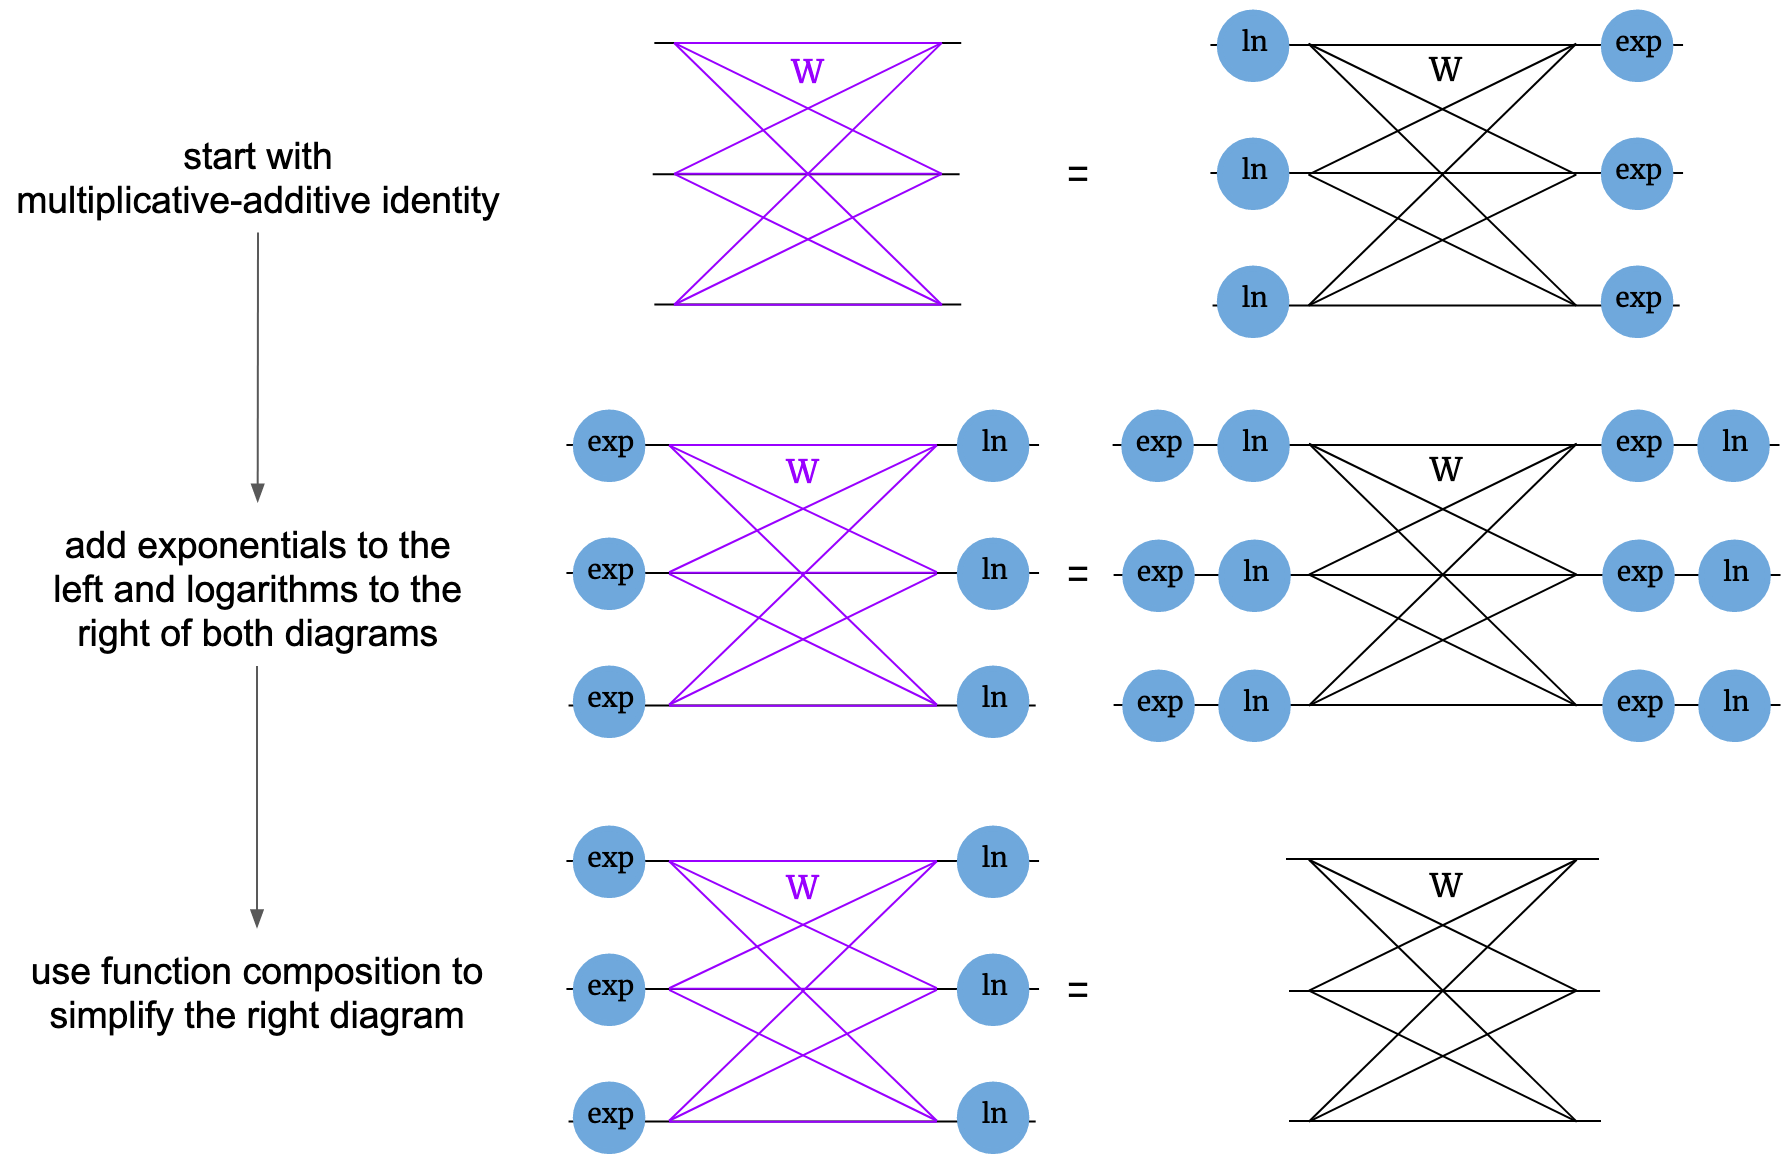 W
ln
W
exp
start with
multiplicative-additive identity
=
ln
exp
ln
exp
exp
W
ln
exp
ln
W
exp
ln
add exponentials to the
left and logarithms to the
right of both diagrams
exp
ln
=
exp
ln
exp
ln
exp
ln
exp
ln
exp
ln
exp
W
ln
W
use function composition to
simplify the right diagram
exp
ln
=
exp
ln